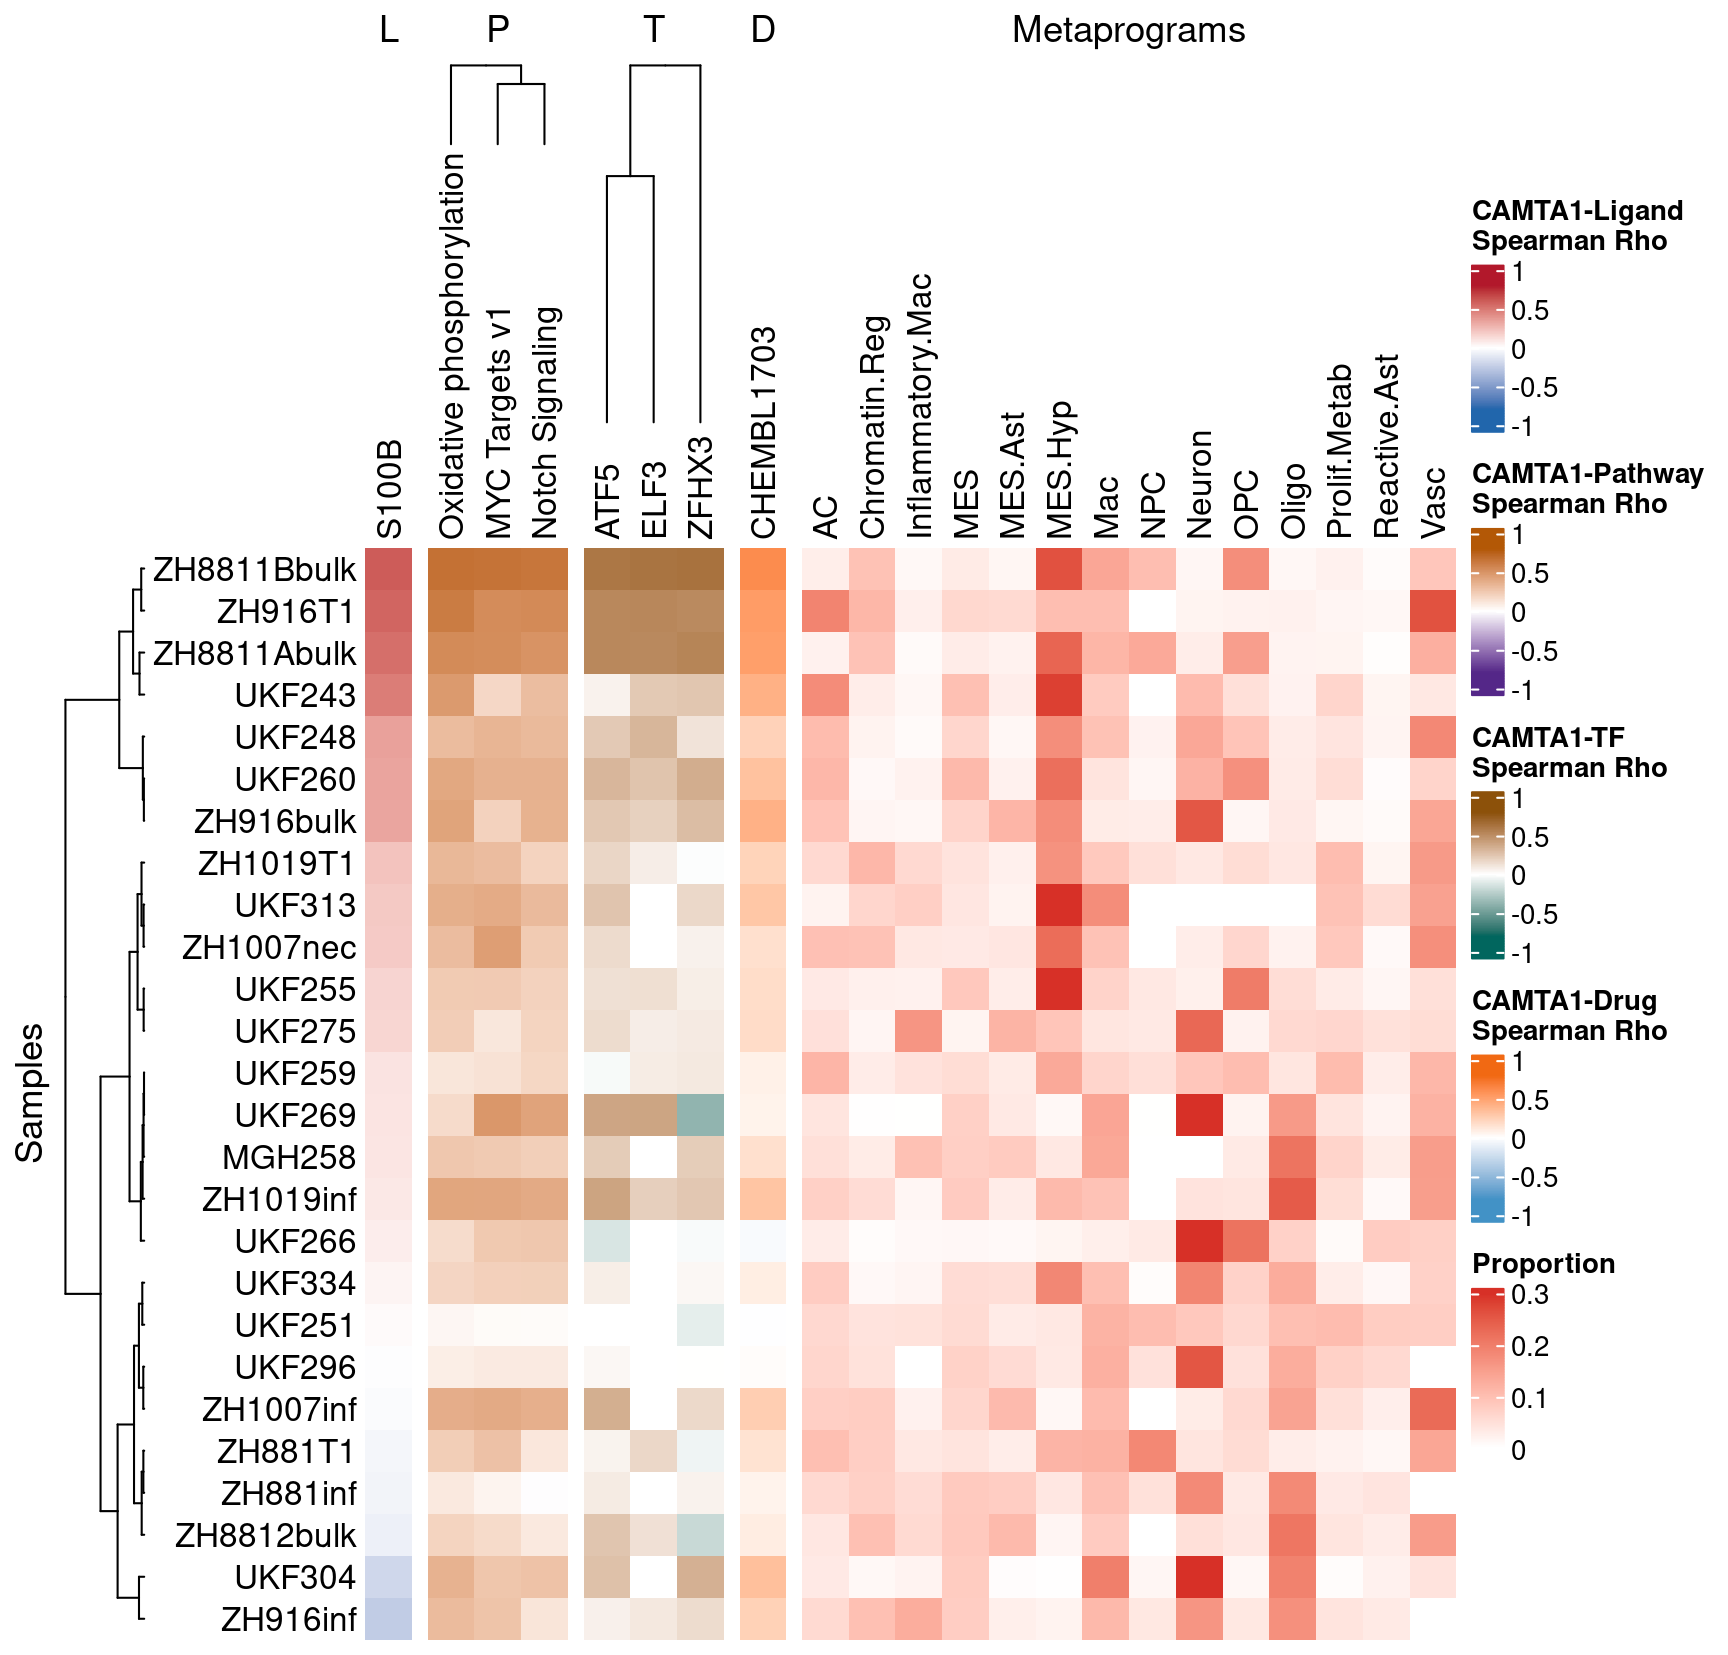 L P T D Metaprograms
S100B
Oxidative phosphorylation
MYC Targets v1
Notch Signaling
ATF5
ELF3
ZFHX3
CHEMBL1703
AC
Chromatin.Reg
Inflammatory.Mac
MES
MES.Ast
MES.Hyp
Mac
NPC
Neuron
OPC
Oligo
Prolif.Metab
Reactive.Ast
Vasc
Samples
ZH8811Bbulk
ZH916T1
ZH8811Abulk
UKF243
UKF248
UKF260
ZH916bulk
ZH1019T1
UKF313
ZH1007nec
UKF255
UKF275
UKF259
UKF269
MGH258
ZH1019inf
UKF266
UKF334
UKF251
UKF296
ZH1007inf
ZH881T1
ZH881inf
ZH8812bulk
UKF304
ZH916inf
CAMTA1-Ligand
Spearman Rho
1
0.5
0
-0.5
-1
CAMTA1-Pathway
Spearman Rho
1
0.5
0
-0.5
-1
CAMTA1-TF
Spearman Rho
1
0.5
0
-0.5
-1
CAMTA1-Drug
Spearman Rho
1
0.5
0
-0.5
-1
Proportion
0.3
0.2
0.1
0